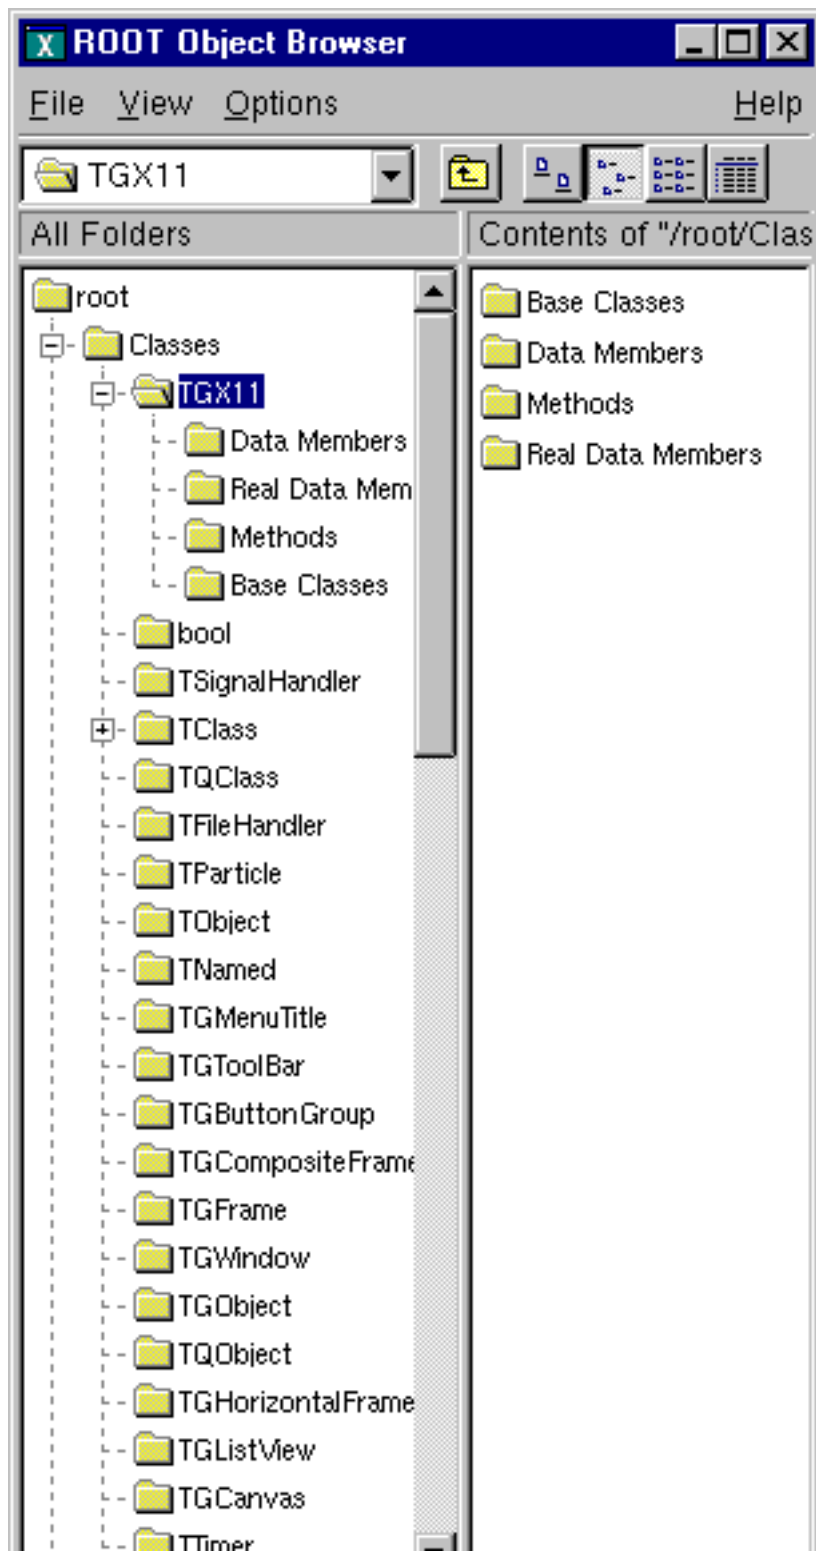 ROOT Object Browser
File View Options Help
TGX11
All Folders
Contents of "/root/Clas
root
Classes
TGX11
Data Members
Real Data Mem
Methods
Base Classes
bool
TSignalHandler
TClass
TQClass
TFileHandler
TParticle
TObject
TNamed
TGMenuTitle
TGToolBar
TGButtonGroup
TGCompositeFrame
TGFrame
TGWindow
TGObject
TQObject
TGHorizontalFrame
TGListView
TGCanvas
TTimer
Base Classes
Data Members
Methods
Real Data Members